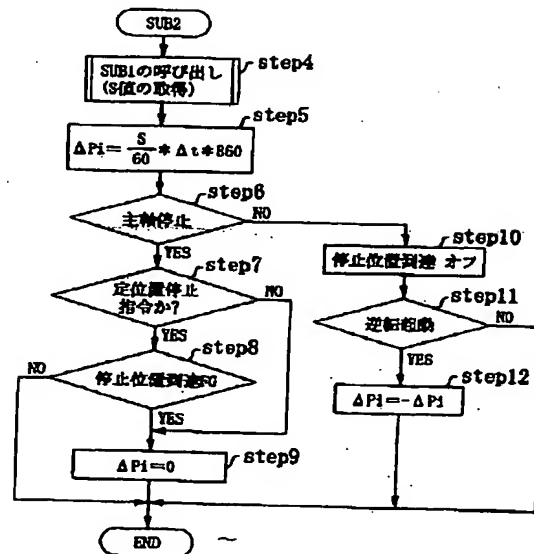 SUB2
SUB1の呼び出し
(S値の取得)
step4
step5
ΔPi= S/60 * Δt*860
step6
主軸停止
NO
YES
step7
定位置停止
指令か?
NO
YES
step8
NO
停止位置到達FG
YES
step9
ΔPi=0
step10
停止位置到達 オフ
step11
逆転起動
NO
YES
step12
ΔPi=-ΔPi
END